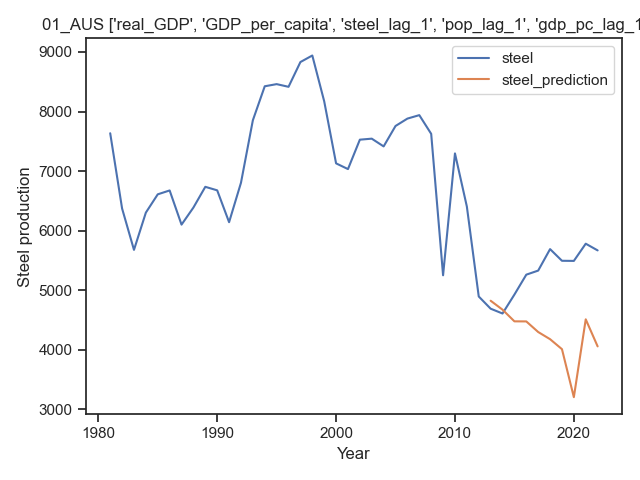 01_AUS ['real_GDP', 'GDP_per_capita', 'steel_lag_1', 'pop_lag_1', 'gdp_pc_lag_1
steel
steel_prediction
9000
8000
7000
6000
5000
4000
3000
Steel production
1980
1990
2000
2010
2020
Year